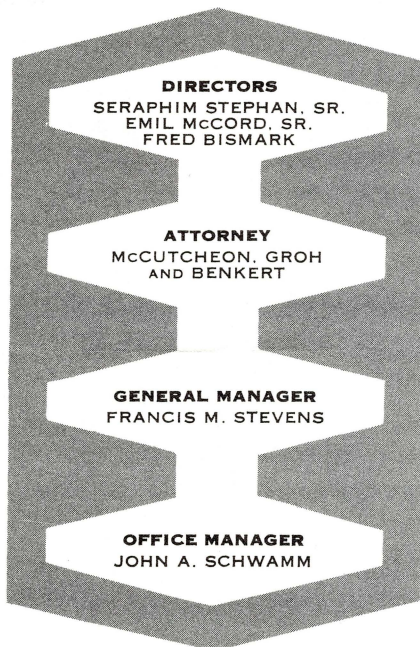 DIRECTORS
SERAPHIM STEPHAN, SR.
EMIL McCORD, SR.
FRED BISMARK
ATTORNEY
McCUTCHEON, GROH
AND BENKERT
GENERAL MANAGER
FRANCIS M. STEVENS
OFFICE MANAGER
JOHN A. SCHWAMM